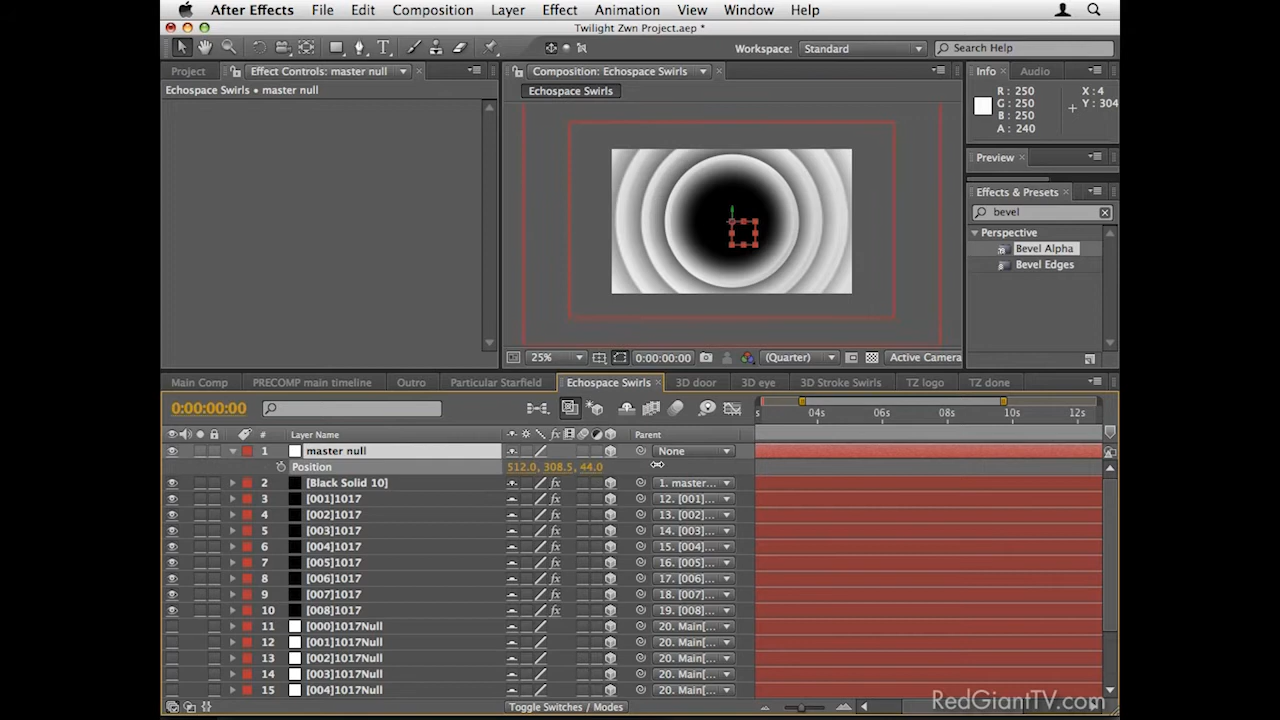 After Effects File Edit Composition Layer Effect Animation View Window Help
Twilight Zwn Project.aep *
Workspace: Standard Search Help
Project Effect Controls: master null Composition: Echospace Swirls Info Audio
Echospace Swirls • master null Echospace Swirls
R: 250 X: 4
G: 250 Y: 304
B: 250
A: 240
Preview
Effects & Presets
bevel
Perspective
Bevel Alpha
Bevel Edges
25% 0:00:00:00 (Quarter) Active Camera
Main Comp PRECOMP main timeline Outro Particular Starfield Echospace Swirls 3D door 3D eye 3D Stroke Swirls TZ logo TZ done
0:00:00:00
s 04s 06s 08s 10s 12s
# Layer Name Parent
1 master null None
Position 512.0, 308.5, 44.0
2 [Black Solid 10] 1. master...
3 [001]1017 12. [001]...
4 [002]1017 13. [002]...
5 [003]1017 14. [003]...
6 [004]1017 15. [004]...
7 [005]1017 16. [005]...
8 [006]1017 17. [006]...
9 [007]1017 18. [007]...
10 [008]1017 19. [008]...
11 [000]1017Null 20. Main[...
12 [001]1017Null 20. Main[...
13 [002]1017Null 20. Main[...
14 [003]1017Null 20. Main[...
15 [004]1017Null 20. Main[...
Toggle Switches / Modes
RedGiantTV.com